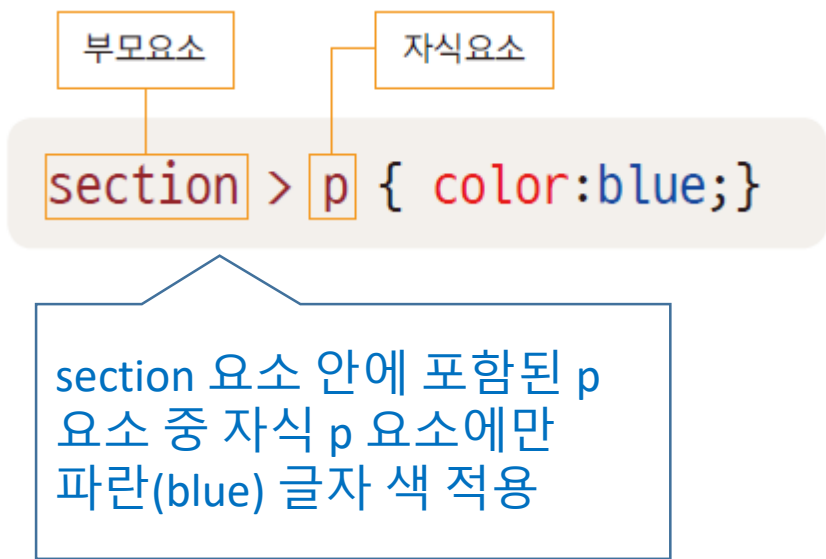 부모요소 자식요소
section > p { color:blue;}
section 요소 안에 포함된 p
요소 중 자식 p 요소에만
파란(blue) 글자 색 적용